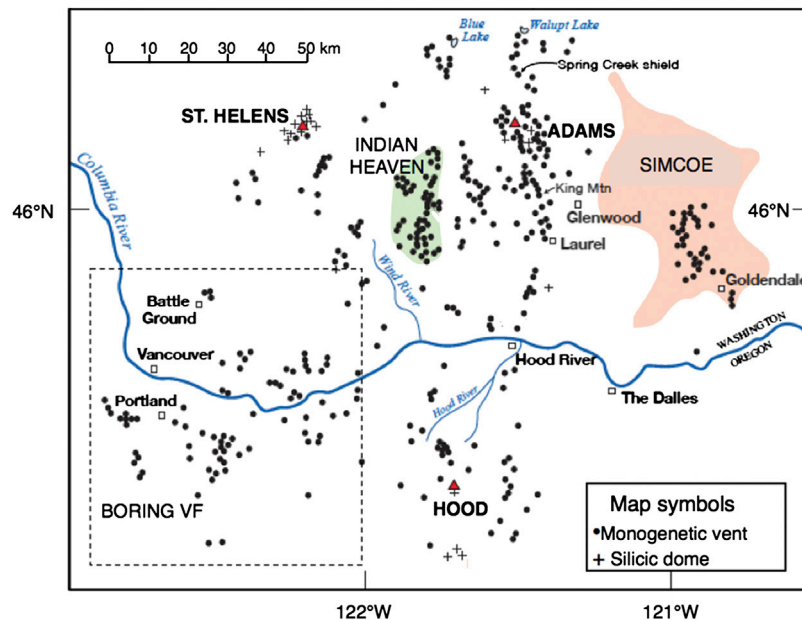 Blue
Lake
Walupt Lake
0 10 20 30 40 50 km
Spring Creek shield
ST. HELENS
ADAMS
INDIAN
HEAVEN
SIMCOE
Columbia River
King Mtn
46°N
46°N
Glenwood
Laurel
Wind River
Goldendale
Battle
Ground
WASHINGTON
OREGON
Vancouver
Hood River
Portland
Hood River
The Dalles
HOOD
BORING VF
Map symbols
Monogenetic vent
+ Silicic dome
122°W
121°W